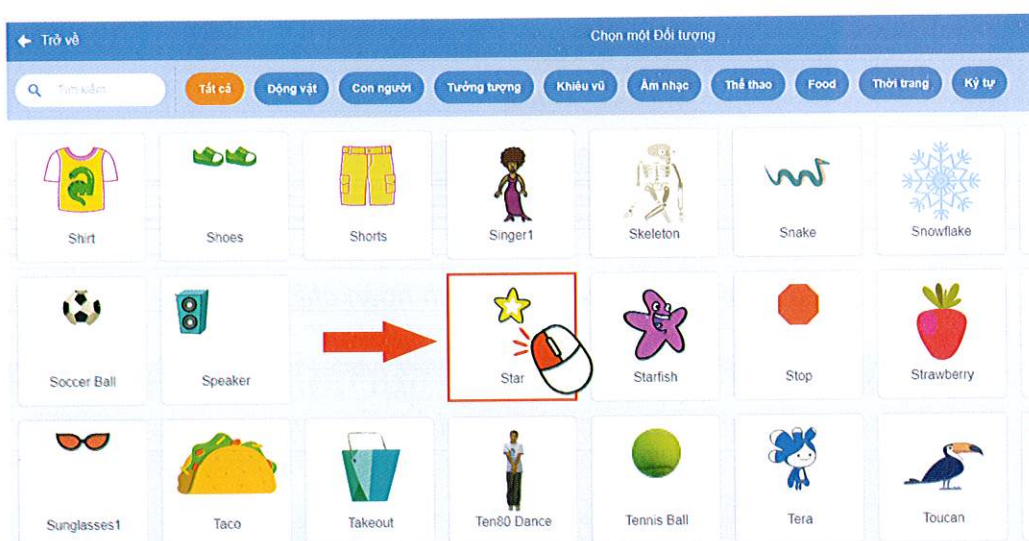 Trở về
Chọn một Đối tượng
Tìm kiếm
Tất cả
Động vật
Con người
Tưởng tượng
Khiêu vũ
Âm nhạc
Thể thao
Food
Thời trang
Ký tự
Shirt
Shoes
Shorts
Singer1
Skeleton
Snake
Snowflake
Soccer Ball
Speaker
Star
Starfish
Stop
Strawberry
Sunglasses1
Taco
Takeout
Ten80 Dance
Tennis Ball
Tera
Toucan